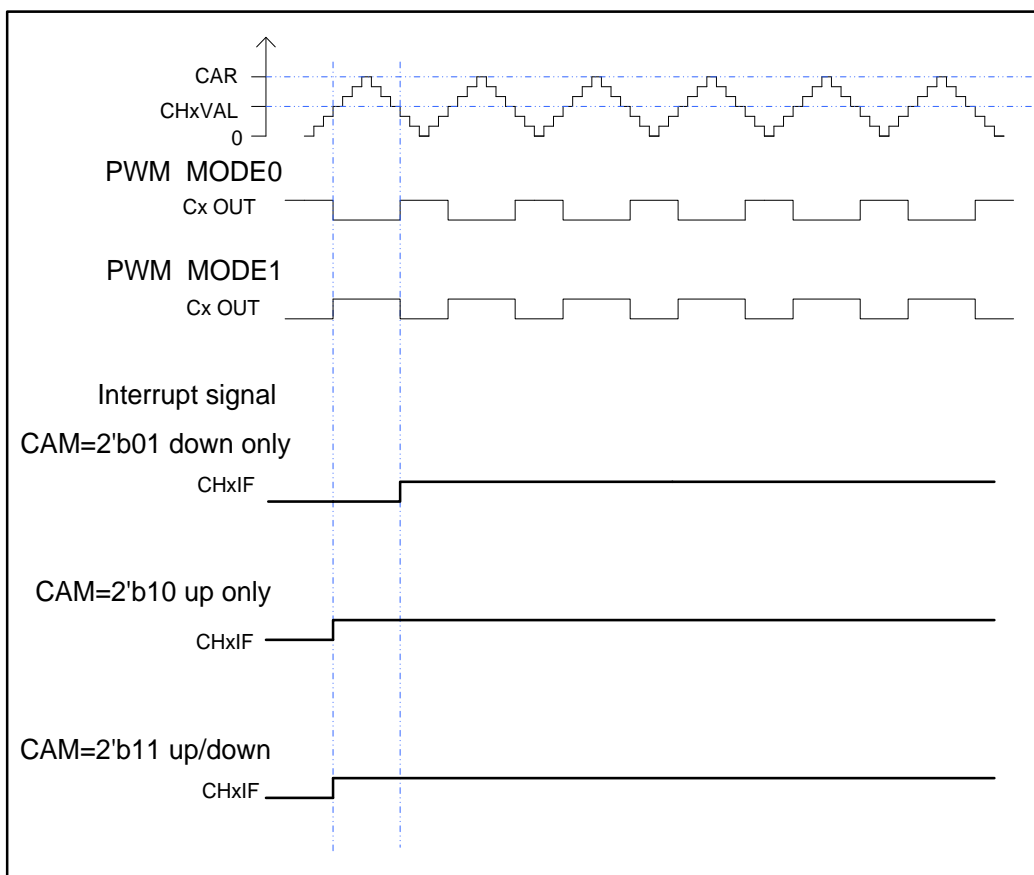 CAR
CHxVAL
0
PWM MODE0
Cx OUT
PWM MODE1
Cx OUT
Interrupt signal
CAM=2'b01 down only
CHxIF
CAM=2'b10 up only
CHxIF
CAM=2'b11 up/down
CHxIF